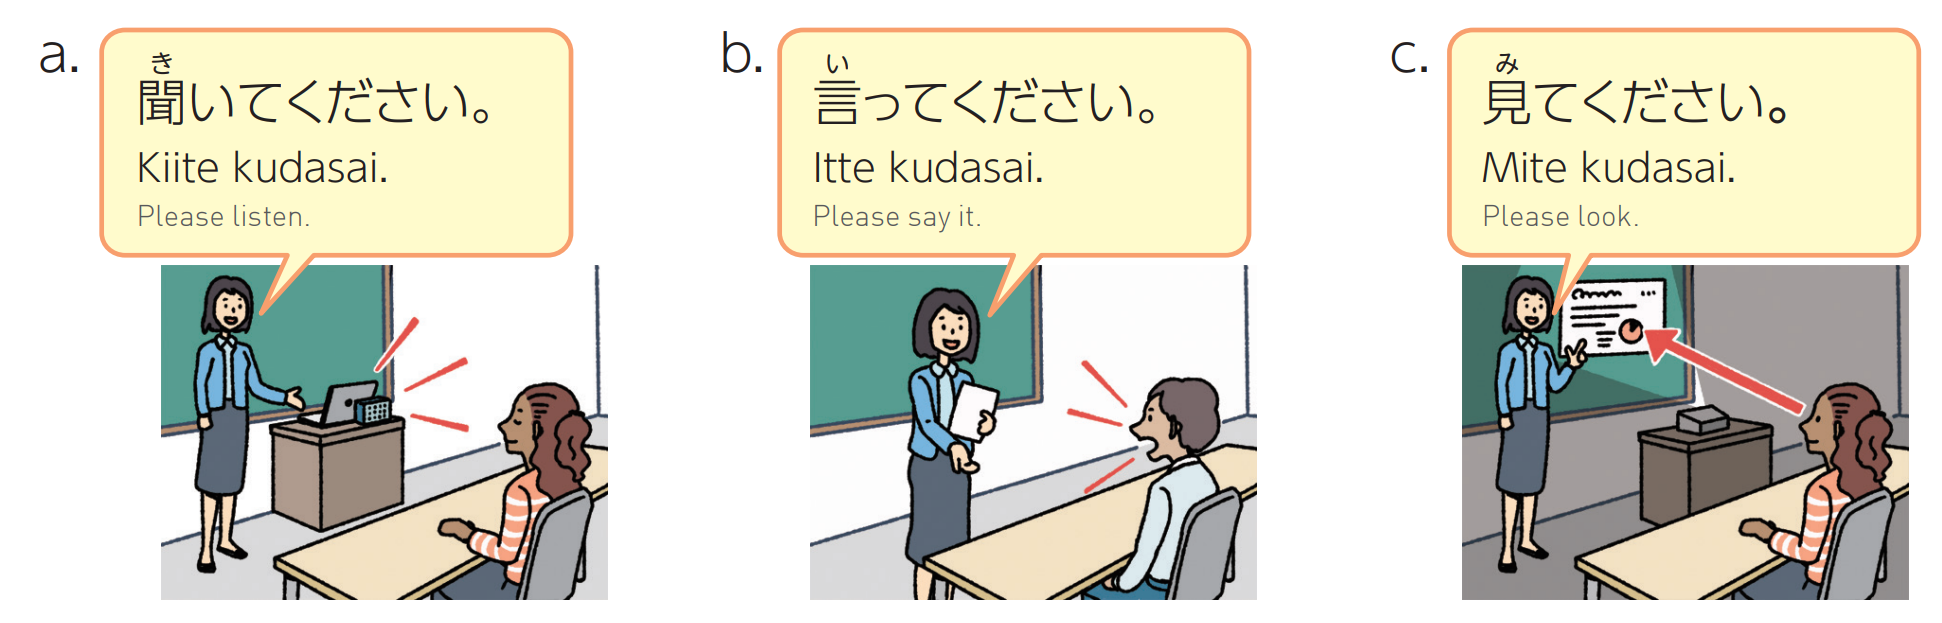 a.
き
聞いてください。
Kiite kudasai.
Please listen.
b.
い
言ってください。
Itte kudasai.
Please say it.
c.
み
見てください。
Mite kudasai.
Please look.